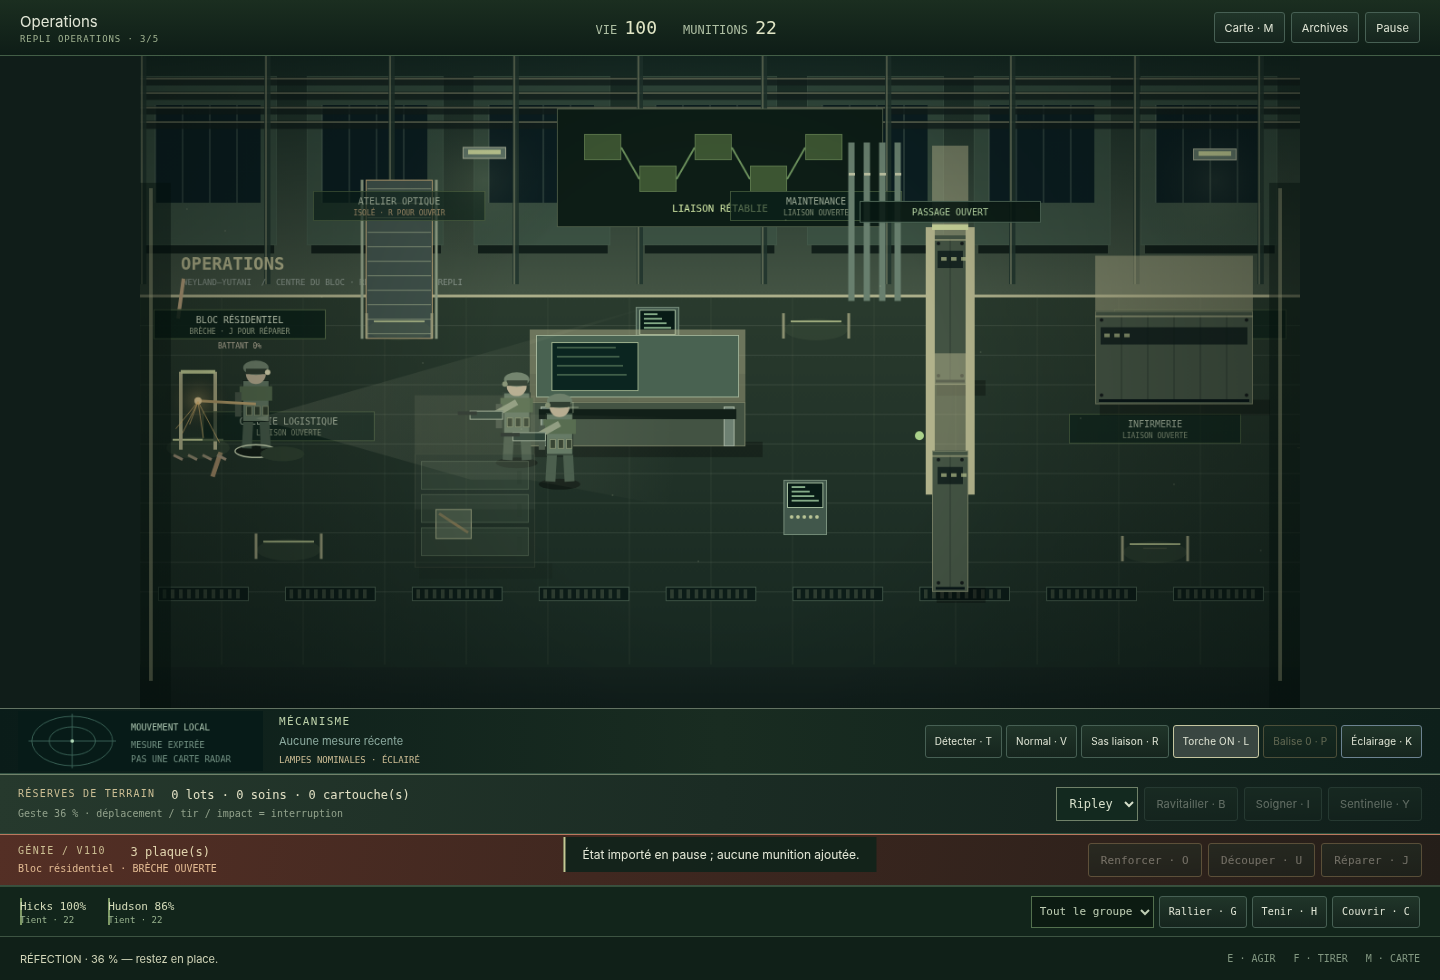 Operations
REPLI OPERATIONS · 3/5
VIE 100 MUNITIONS 22
Carte · M
Archives
Pause
ATELIER OPTIQUE
ISOLÉ · R POUR OUVRIR
LIAISON RÉTABLIE
MAINTENANCE
LIAISON OUVERTE
PASSAGE OUVERT
OPERATIONS
WEYLAND-YUTANI / CENTRE DU BLOC · REPLI
BLOC RÉSIDENTIEL
BRÈCHE · J POUR RÉPARER
BATTANT 0%
LOGISTIQUE
LIAISON OUVERTE
INFIRMERIE
LIAISON OUVERTE
MOUVEMENT LOCAL
MESURE EXPIRÉE
PAS UNE CARTE RADAR
MÉCANISME
Aucune mesure récente
LAMPES NOMINALES · ÉCLAIRÉ
Détecter · T
Normal · V
Sas liaison · R
Torche ON · L
Balise 0 · P
Éclairage · K
RÉSERVES DE TERRAIN 0 lots · 0 soins · 0 cartouche(s)
Geste 36 % · déplacement / tir / impact = interruption
Ripley
Ravitailler · B
Soigner · I
Sentinelle · Y
GÉNIE / V110 3 plaque(s)
Bloc résidentiel · BRÈCHE OUVERTE
État importé en pause ; aucune munition ajoutée.
Renforcer · O
Découper · U
Réparer · J
Hicks 100%
Tient · 22
Hudson 86%
Tient · 22
Tout le groupe
Rallier · G
Tenir · H
Couvrir · C
RÉFECTION · 36 % — restez en place.
E · AGIR F · TIRER M · CARTE